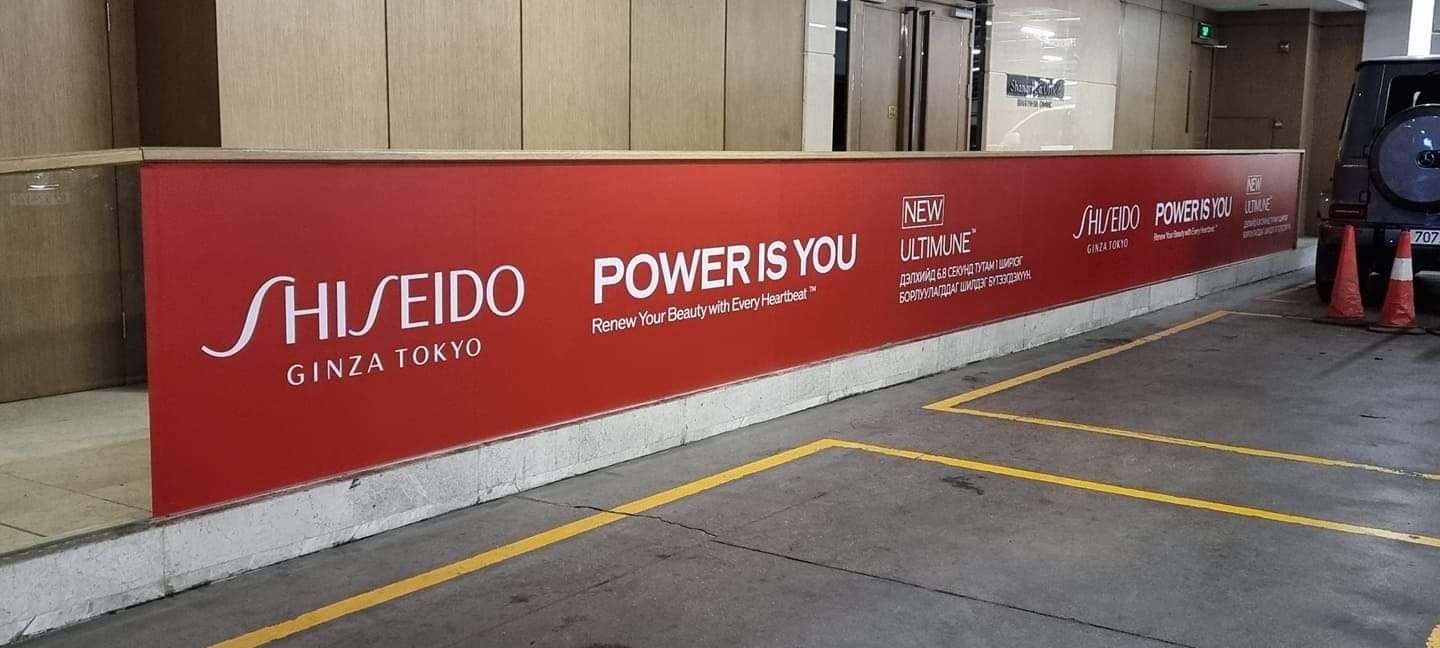 SHISEIDO
GINZA TOKYO
POWER IS YOU
Renew Your Beauty with Every Heartbeat™
NEW
ULTIMUNE™
ДЭЛХИЙД 6.8 СЕКУНД ТУТАМ 1 ШИРХЭГ
БОРЛУУЛАГДДАГ ШИЛДЭГ БҮТЭЭГДЭХҮҮН.
SHISEIDO
GINZA TOKYO
POWER IS YOU
Renew Your Beauty with Every Heartbeat™
NEW
ULTIMUNE™
707